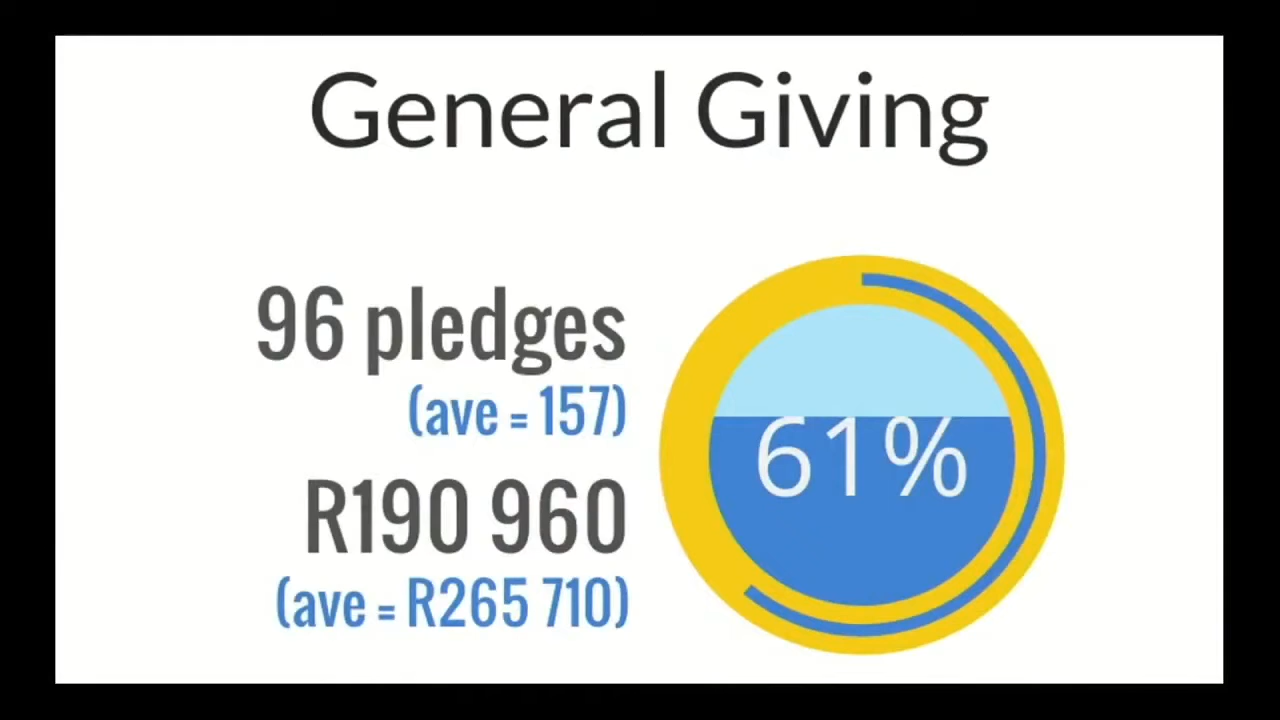 General Giving
96 pledges
(ave = 157)
R190 960
(ave = R265 710)
61%